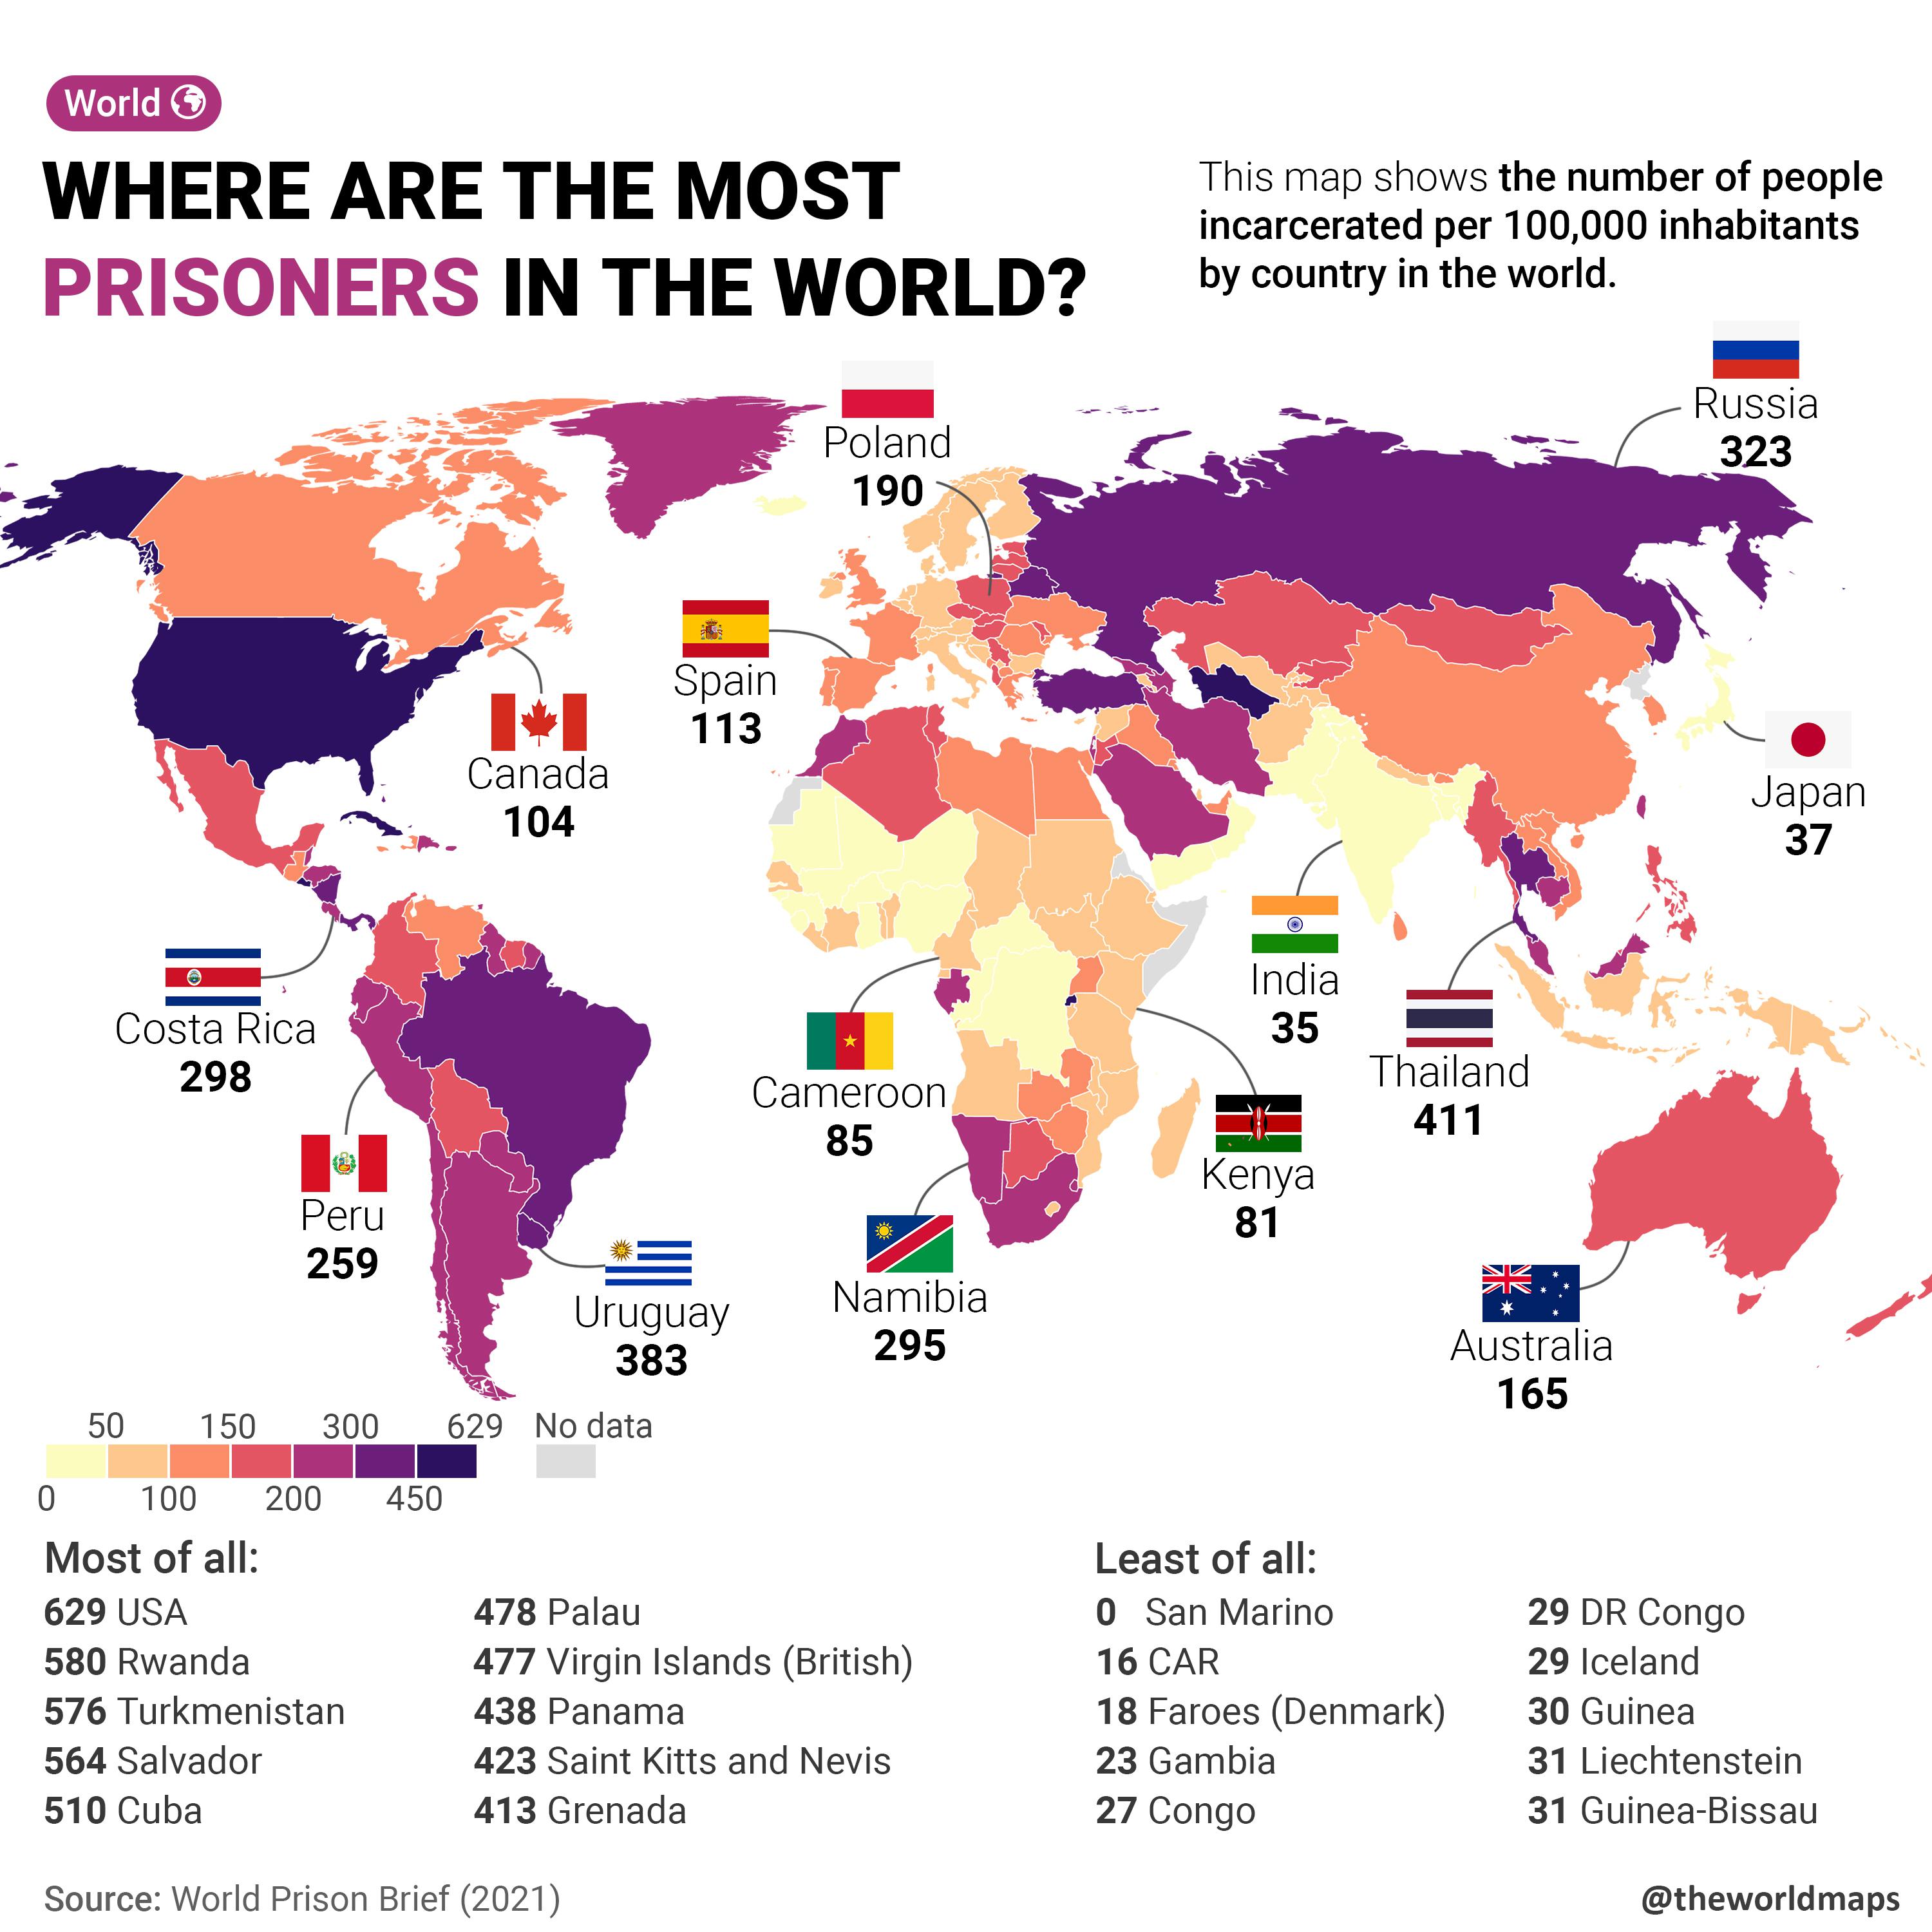 World
WHERE ARE THE MOST
PRISONERS IN THE WORLD?
This map shows the number of people
incarcerated per 100,000 inhabitants
by country in the world.
Russia
323
Poland
190
Spain
113
Canada
104
Japan
37
India
35
Costa Rica
298
Thailand
411
Cameroon
85
Kenya
81
Peru
259
Namibia
295
Uruguay
383
Australia
165
50 150 300 629 No data
0 100 200 450
Most of all:
629 USA
580 Rwanda
576 Turkmenistan
564 Salvador
510 Cuba
478 Palau
477 Virgin Islands (British)
438 Panama
423 Saint Kitts and Nevis
413 Grenada
Least of all:
0 San Marino
16 CAR
18 Faroes (Denmark)
23 Gambia
27 Congo
29 DR Congo
29 Iceland
30 Guinea
31 Liechtenstein
31 Guinea-Bissau
Source: World Prison Brief (2021)
@theworldmaps